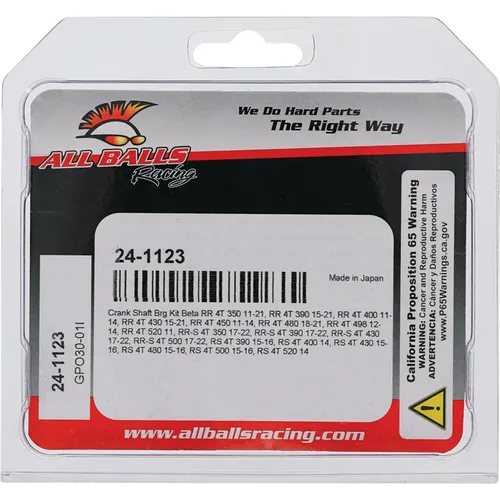 We Do Hard Parts
The Right Way
ALL BALLS
Racing
24-1123
Made in Japan
Crank Shaft Brg Kit Beta RR 4T 350 11-21, RR 4T 390 15-21, RR 4T 400 11-
14, RR 4T 430 15-21, RR 4T 450 11-14, RR 4T 480 18-21, RR 4T 498 12-
14, RR 4T 520 11, RR-S 4T 350 17-22, RR-S 4T 390 17-22, RR-S 4T 430
17-22, RR-S 4T 500 17-22, RS 4T 390 15-16, RS 4T 400 14, RS 4T 430 15-
16, RS 4T 480 15-16, RS 4T 500 15-16, RS 4T 520 14
24-1123
GPO30-01I
California Proposition 65 Warning
WARNING: Cancer and Reproductive Harm
ADVERTENCIA: Cáncer y Daños Reproductivos
www.P65Warnings.ca.gov
www.allballsracing.com